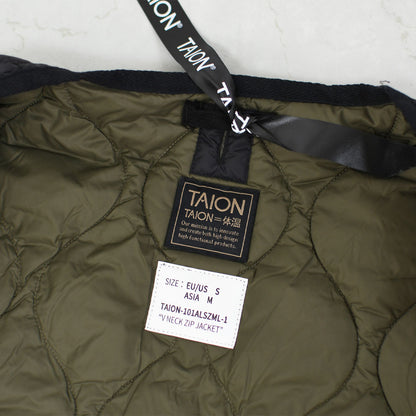 TAION®
TAION®
TAION
TAION
TAION
TAION=体温
Our mission is to innovate
and create both high-design
high-functional products.
SIZE: EU/US S
ASIA M
TAION-101ALSZML-1
"V NECK ZIP JACKET"